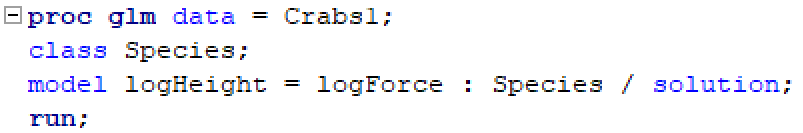 proc glm data = Crabs1;
class Species;
model logHeight = logForce : Species / solution;
run;